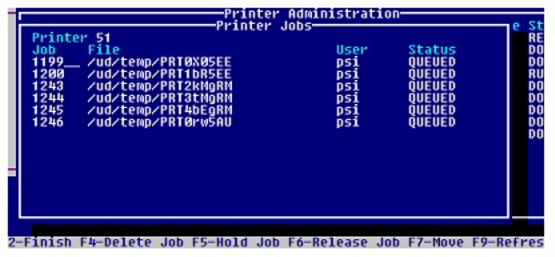 Printer Administration
Printer Jobs
e St
Printer 51
RE
Job File User Status
DO
1199__ /ud/temp/PRT0X05EE psi QUEUED
DO
1200 /ud/temp/PRT1bR5EE psi QUEUED
RU
1243 /ud/temp/PRT2kMgRM psi QUEUED
DO
1244 /ud/temp/PRT3tMgRM psi QUEUED
DO
1245 /ud/temp/PRT4bEgRM psi QUEUED
DO
1246 /ud/temp/PRT0rw5AU psi QUEUED
DO
DO
2-Finish F4-Delete Job F5-Hold Job F6-Release Job F7-Move F9-Refres